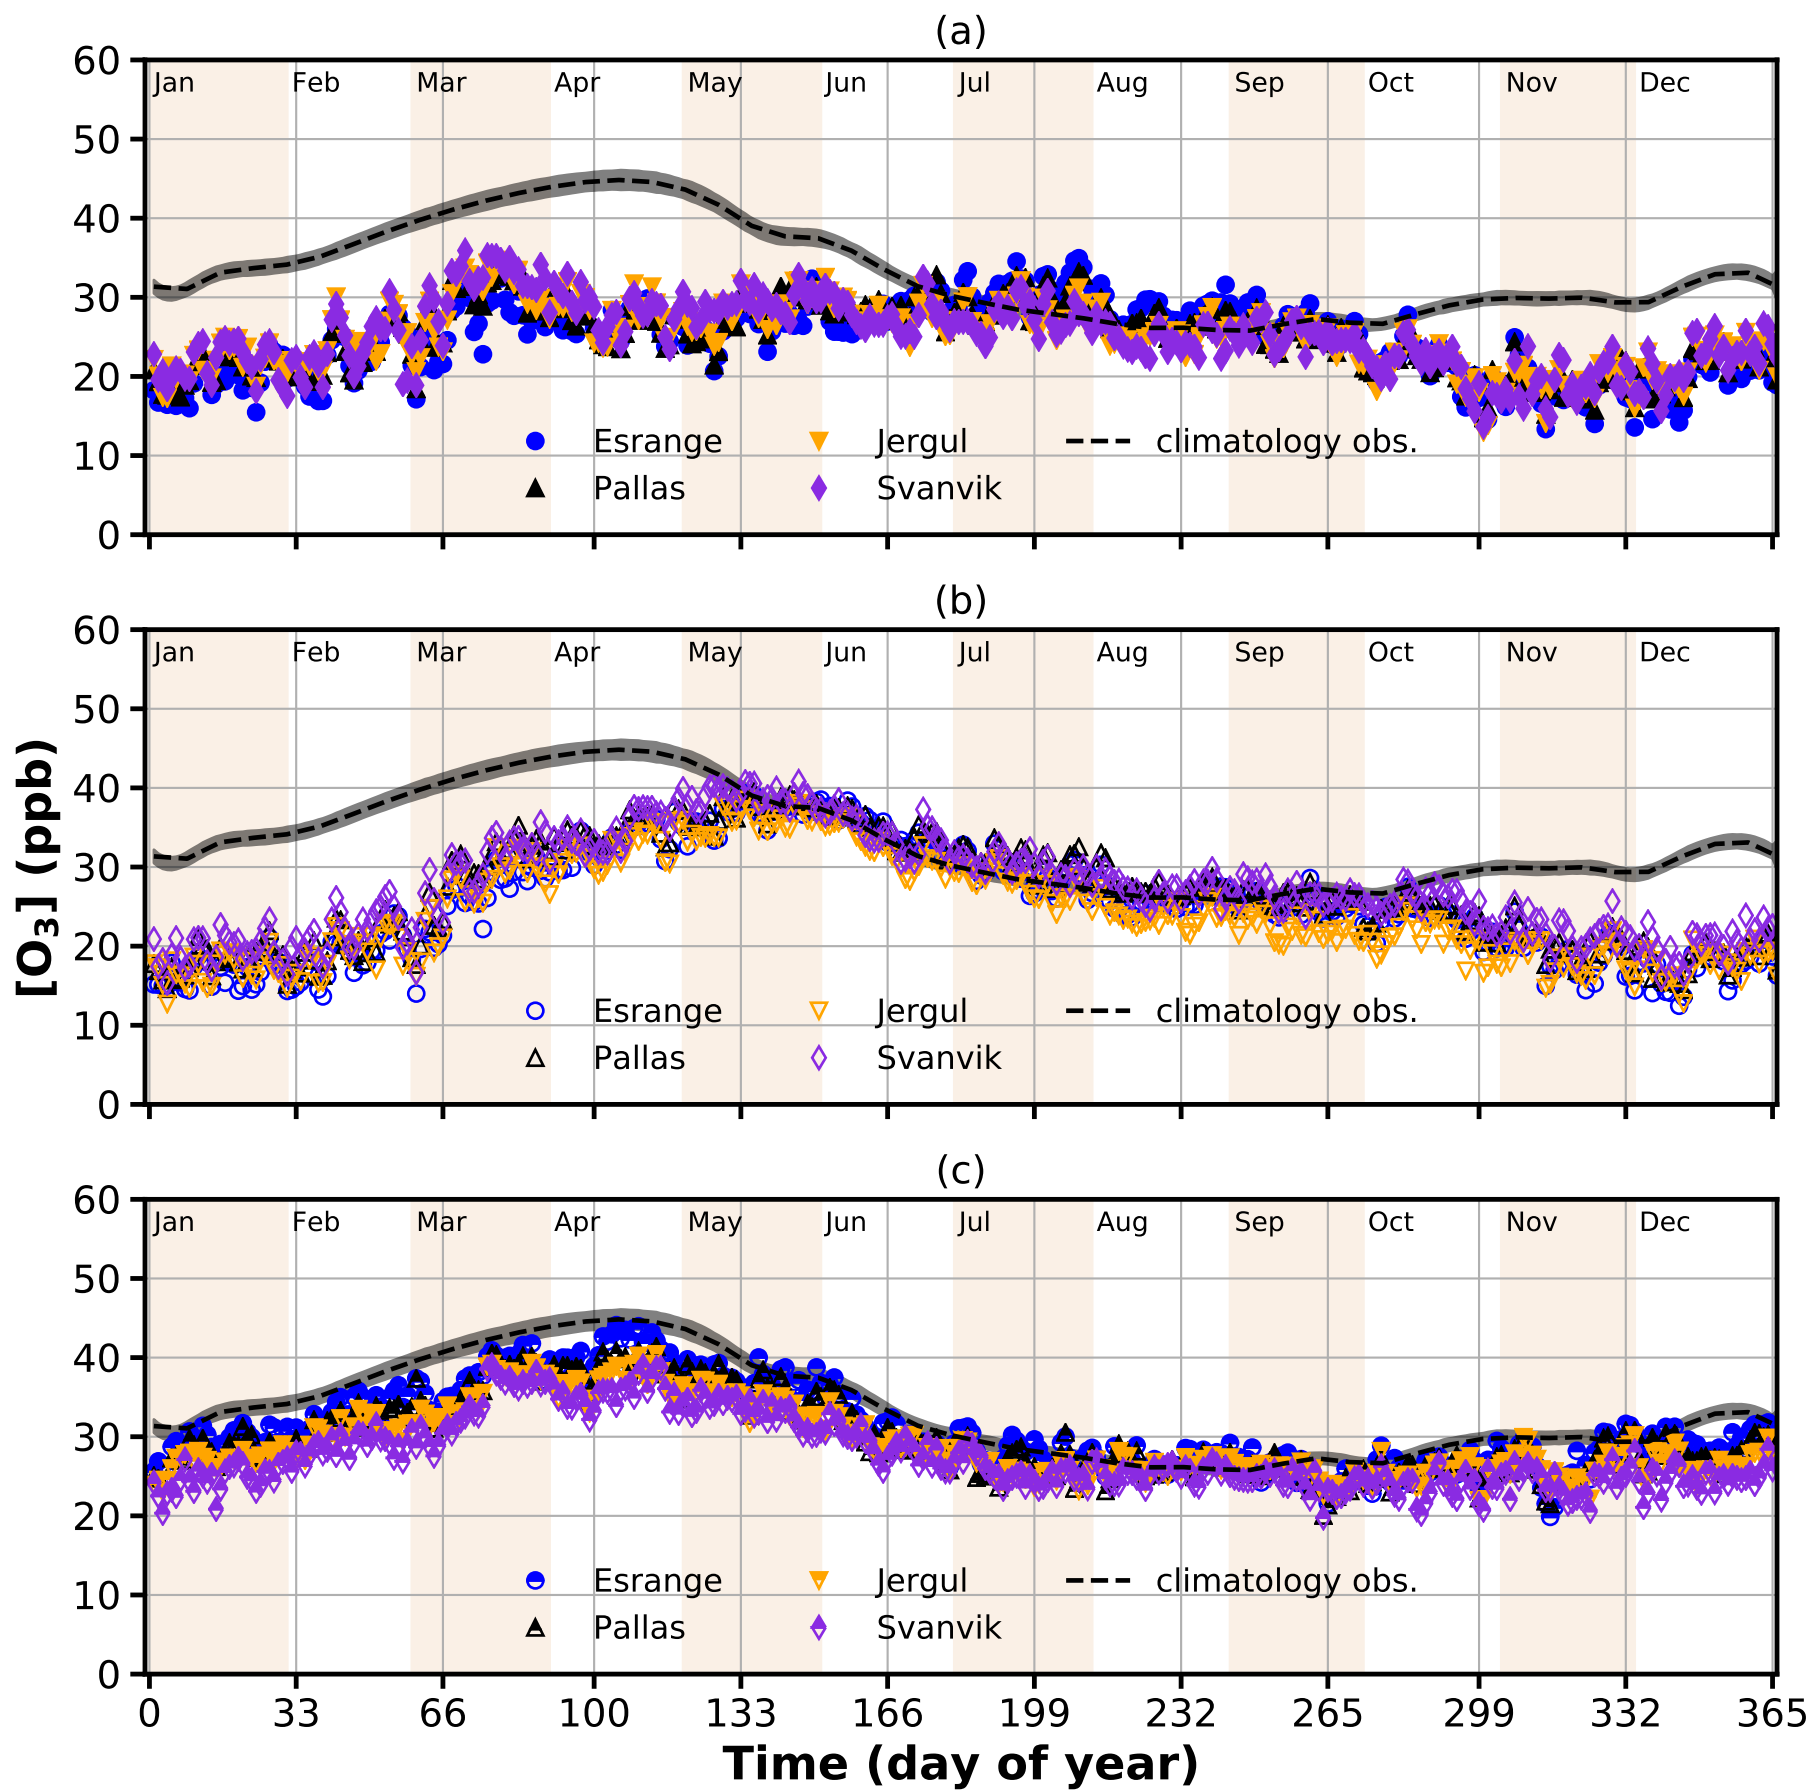 (a)
60
Jan Feb Mar Apr May Jun Jul Aug Sep Oct Nov Dec
50
40
30
20
10
0
Esrange Jergul climatology obs.
Pallas Svanvik
(b)
60
Jan Feb Mar Apr May Jun Jul Aug Sep Oct Nov Dec
50
40
30
20
10
0
Esrange Jergul climatology obs.
Pallas Svanvik
[O₃] (ppb)
(c)
60
Jan Feb Mar Apr May Jun Jul Aug Sep Oct Nov Dec
50
40
30
20
10
0
Esrange Jergul climatology obs.
Pallas Svanvik
0 33 66 100 133 166 199 232 265 299 332 365
Time (day of year)